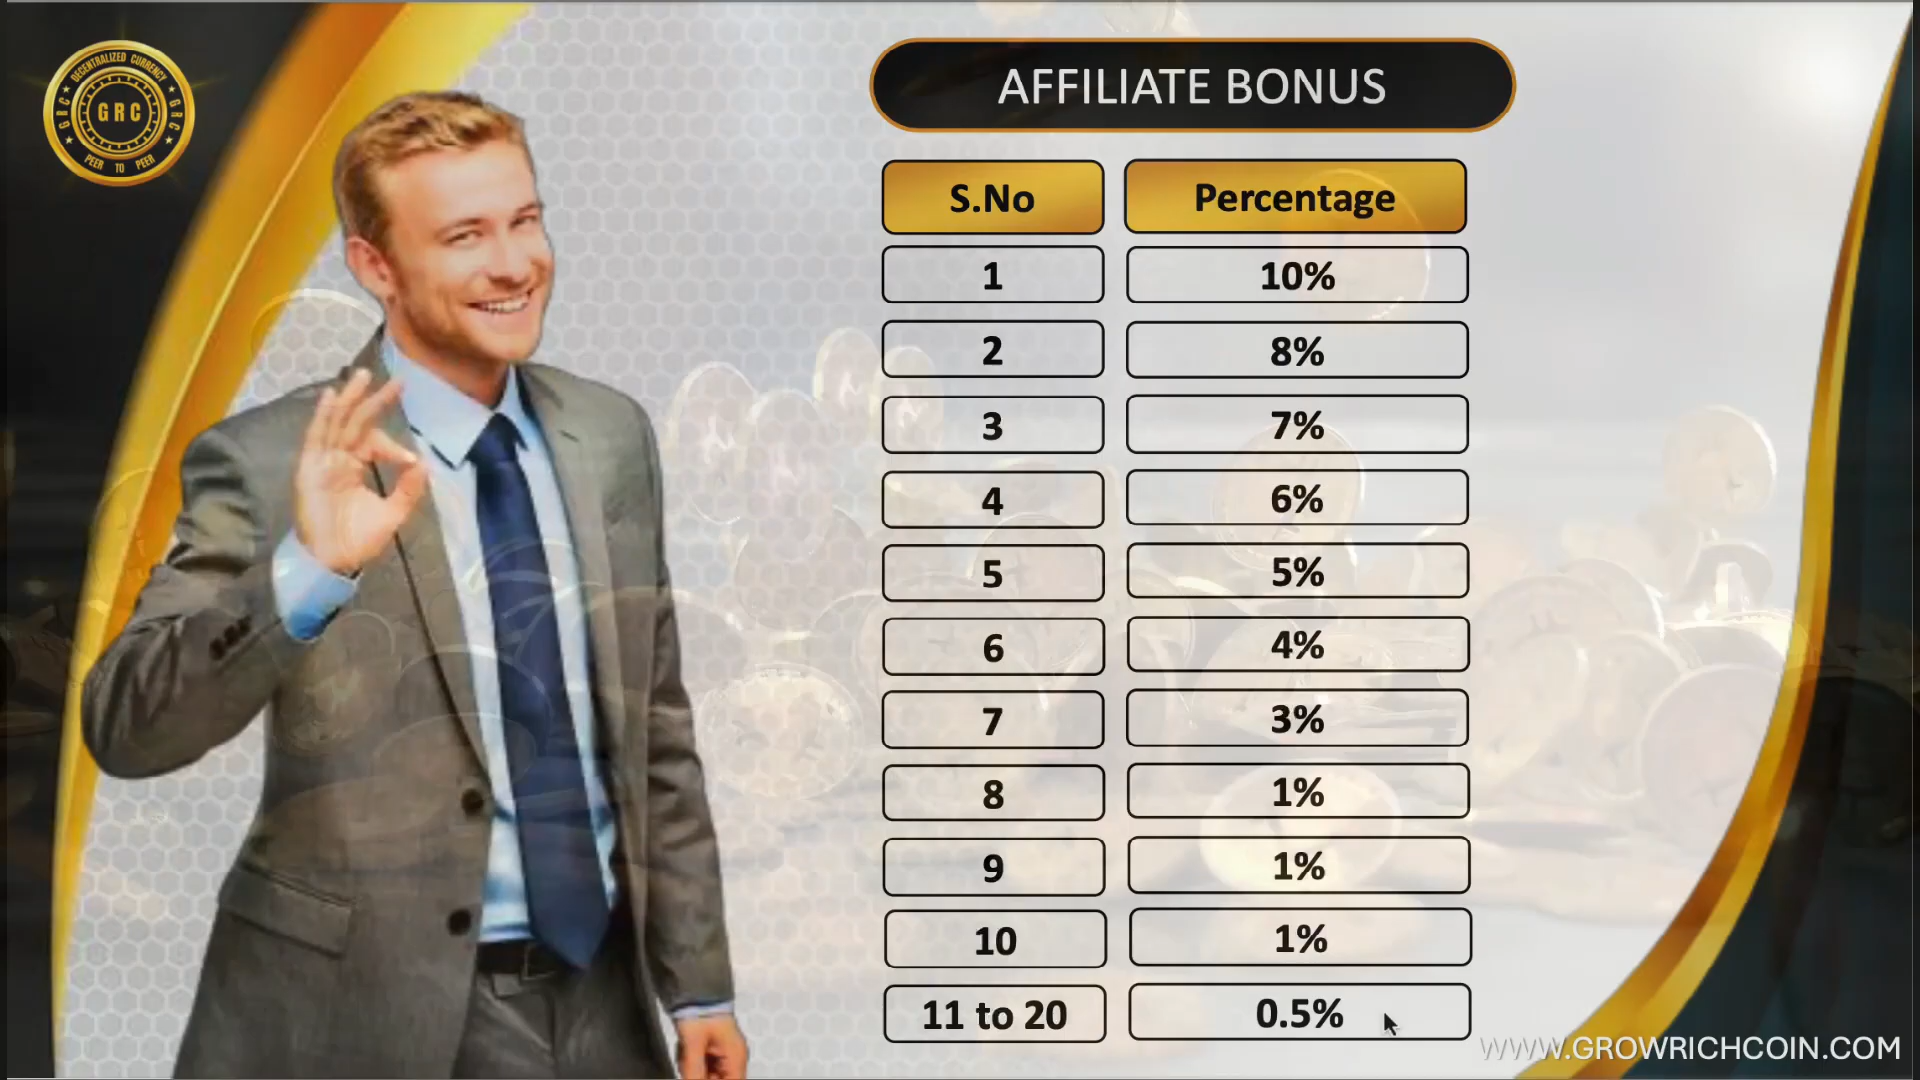 DECENTRALIZED CURRENCY
GRC
GRC
GRC
PEER TO PEER
AFFILIATE BONUS
S.No Percentage
1 10%
2 8%
3 7%
4 6%
5 5%
6 4%
7 3%
8 1%
9 1%
10 1%
11 to 20 0.5%
WWW.GROWRICHCOIN.COM